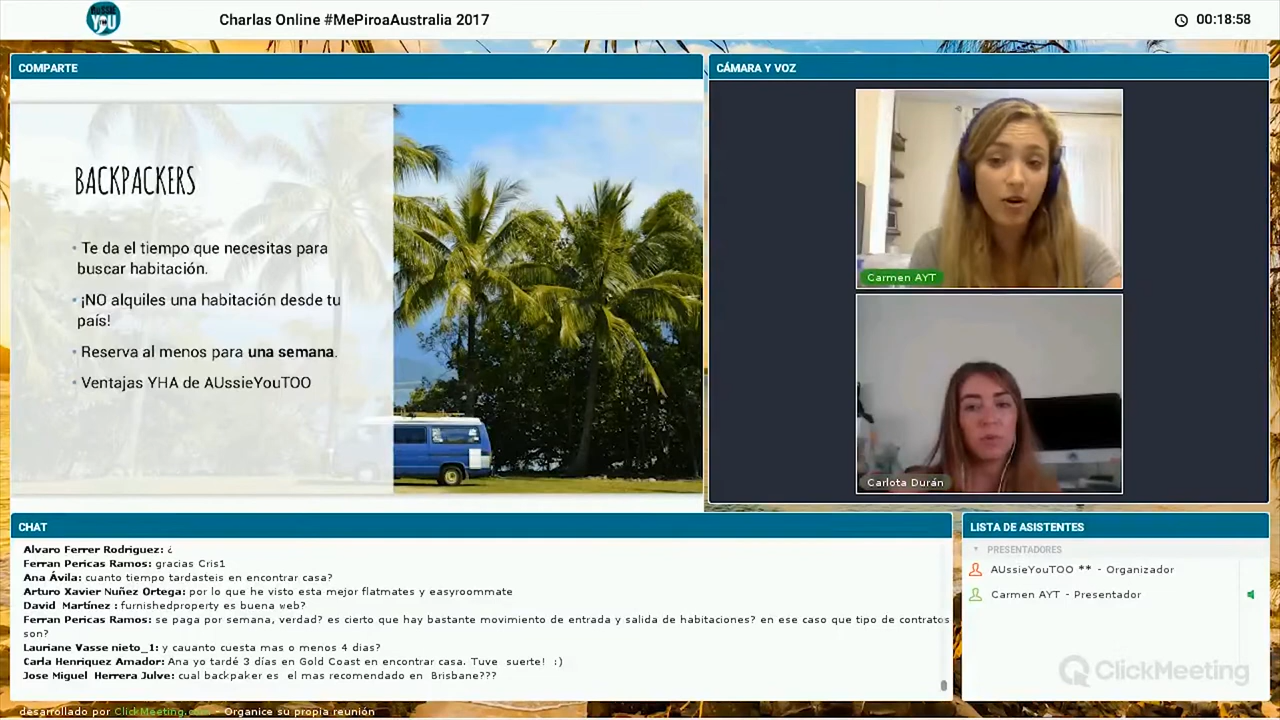 AUSSIE
YOU
Charlas Online #MePiroaAustralia 2017
00:18:58
COMPARTE
CÁMARA Y VOZ
BACKPACKERS
• Te da el tiempo que necesitas para
buscar habitación.
• ¡NO alquiles una habitación desde tu
país!
• Reserva al menos para una semana.
• Ventajas YHA de AUssieYouTOO
Carmen AYT
Carlota Durán
CHAT
Alvaro Ferrer Rodriguez: ¿
Ferran Pericas Ramos: gracias Cris1
Ana Ávila: cuanto tiempo tardasteis en encontrar casa?
Arturo Xavier Nuñez Ortega: por lo que he visto esta mejor flatmates y easyroommate
David Martínez : furnishedproperty es buena web?
Ferran Pericas Ramos: se paga por semana, verdad? es cierto que hay bastante movimiento de entrada y salida de habitaciones? en ese caso que tipo de contratos
son?
Lauriane Vasse nieto_1: y cauanto cuesta mas o menos 4 dias?
Carla Henriquez Amador: Ana yo tardé 3 días en Gold Coast en encontrar casa. Tuve suerte! :)
Jose Miguel Herrera Julve: cual backpaker es el mas recomendado en Brisbane???
LISTA DE ASISTENTES
PRESENTADORES
AUssieYouTOO ** - Organizador
Carmen AYT - Presentador
ClickMeeting
desarrollado por ClickMeeting.com - Organice su propia reunión